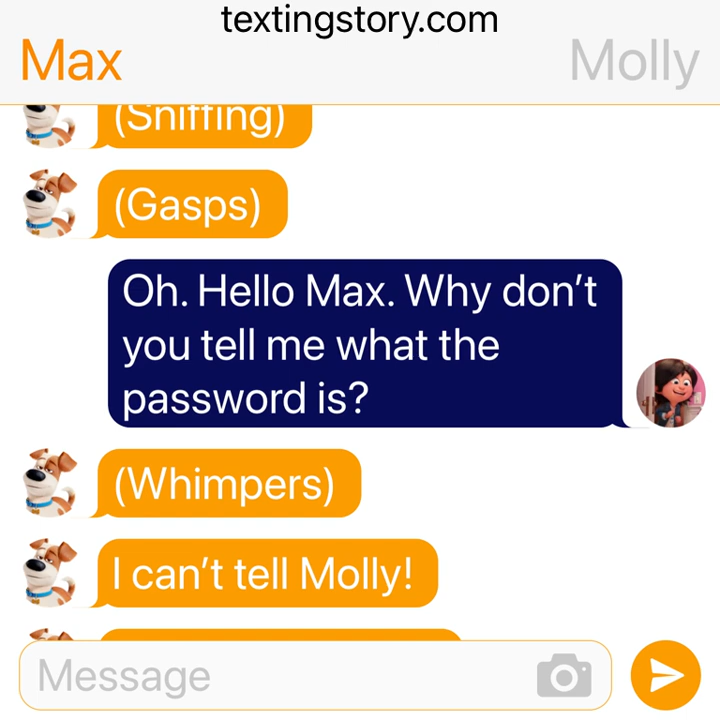 textingstory.com
Max Molly
(Sniffing)
(Gasps)
Oh. Hello Max. Why don’t
you tell me what the
password is?
(Whimpers)
I can’t tell Molly!
Message